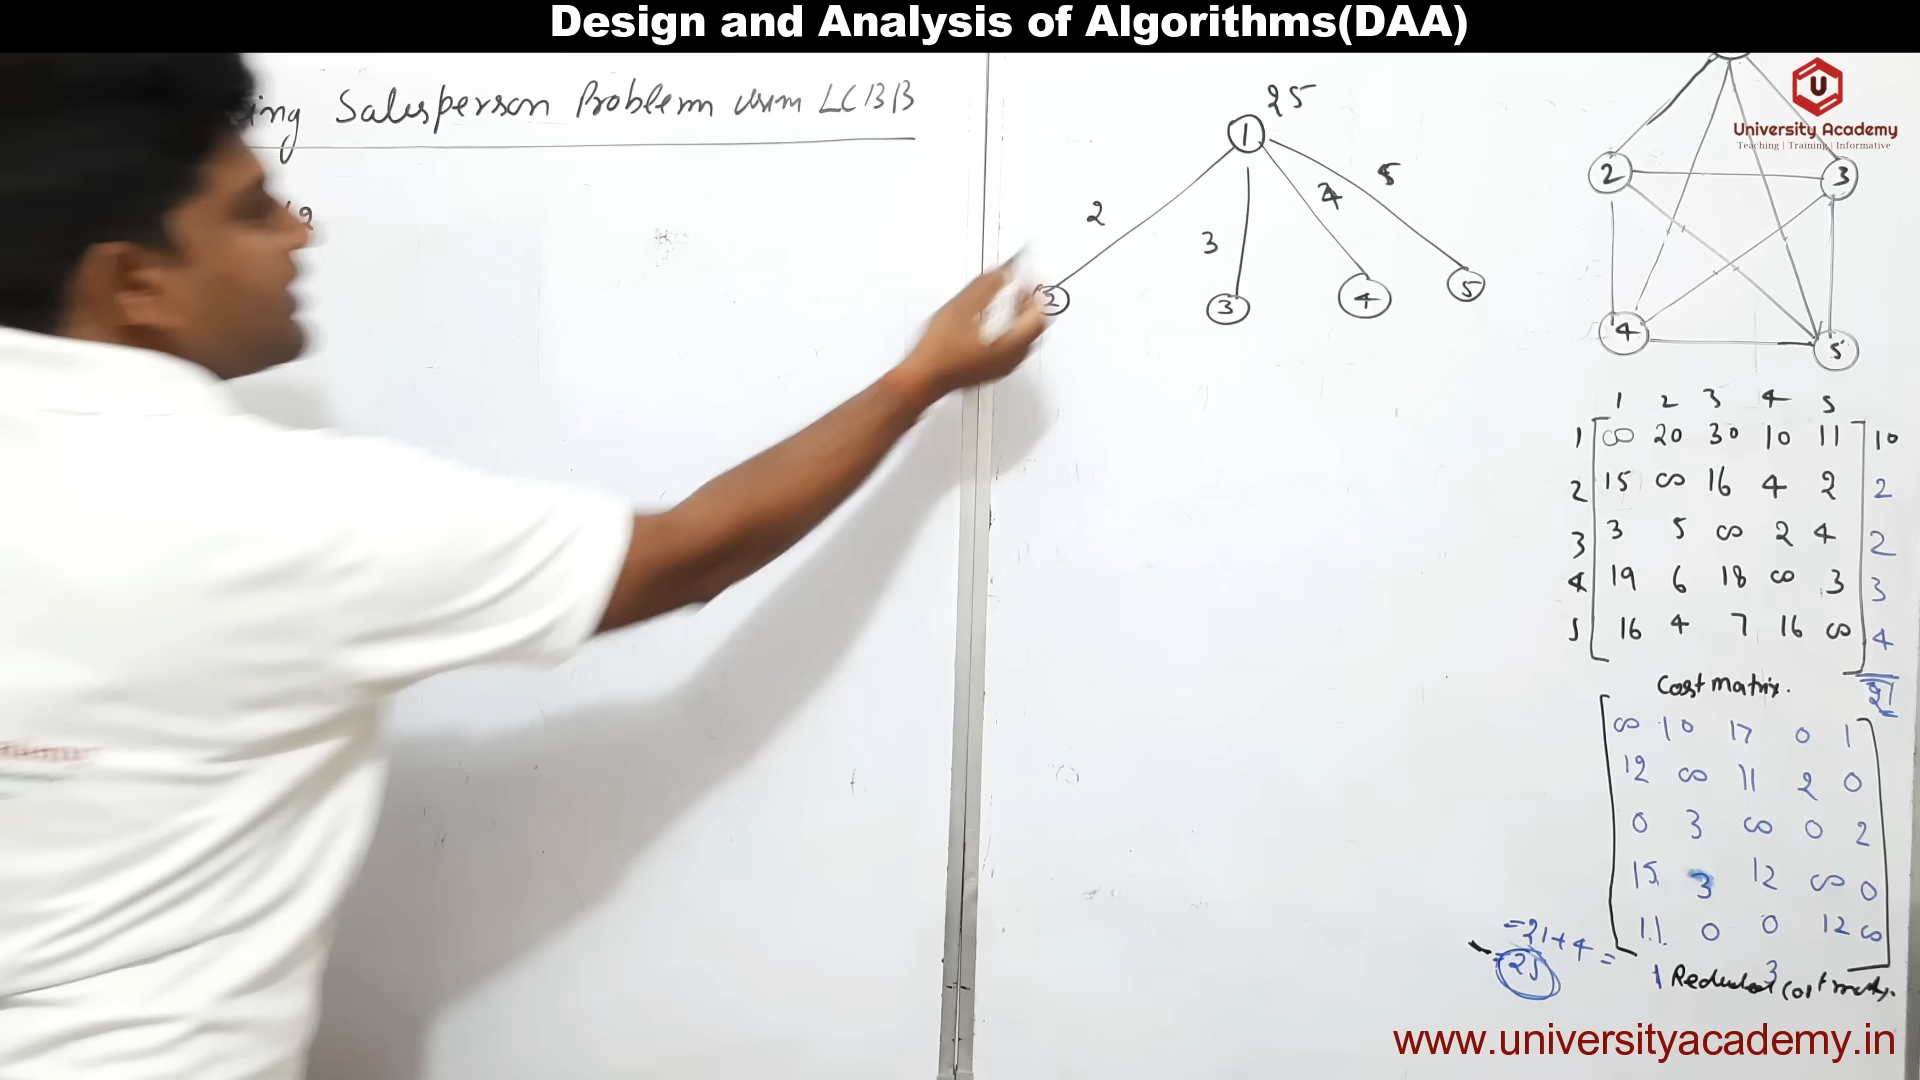 Design and Analysis of Algorithms(DAA)
ing Salesperson Problem LCBB
25
1
2
3
4
5
2
3
4
5
U
University Academy
Teaching | Training | Informative
2
3
4
5
1 2 3 4 5
1 ∞ 20 30 10 11 10
2 15 ∞ 16 4 2 2
3 3 5 ∞ 2 4 2
4 19 6 18 ∞ 3 3
5 16 4 7 16 ∞ 4
Cost matrix. 21
∞ 10 17 0 1
12 ∞ 11 2 0
0 3 ∞ 0 2
15 3 12 ∞ 0
11 0 0 12 ∞
1 3
=21+4=
=25
Reduced cost matrix.
www.universityacademy.in